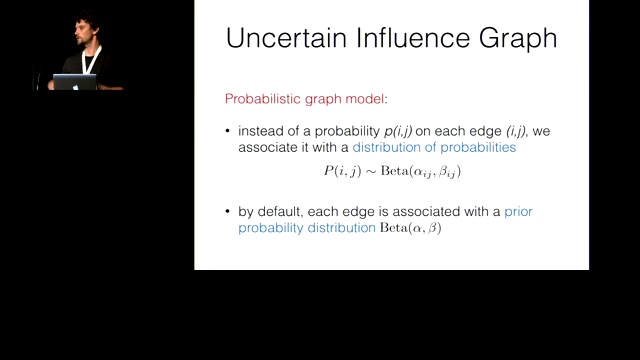 Uncertain Influence Graph
Probabilistic graph model:
• instead of a probability p(i,j) on each edge (i,j), we
associate it with a distribution of probabilities
P(i, j) ∼ Beta(αij, βij)
• by default, each edge is associated with a prior
probability distribution Beta(α, β)